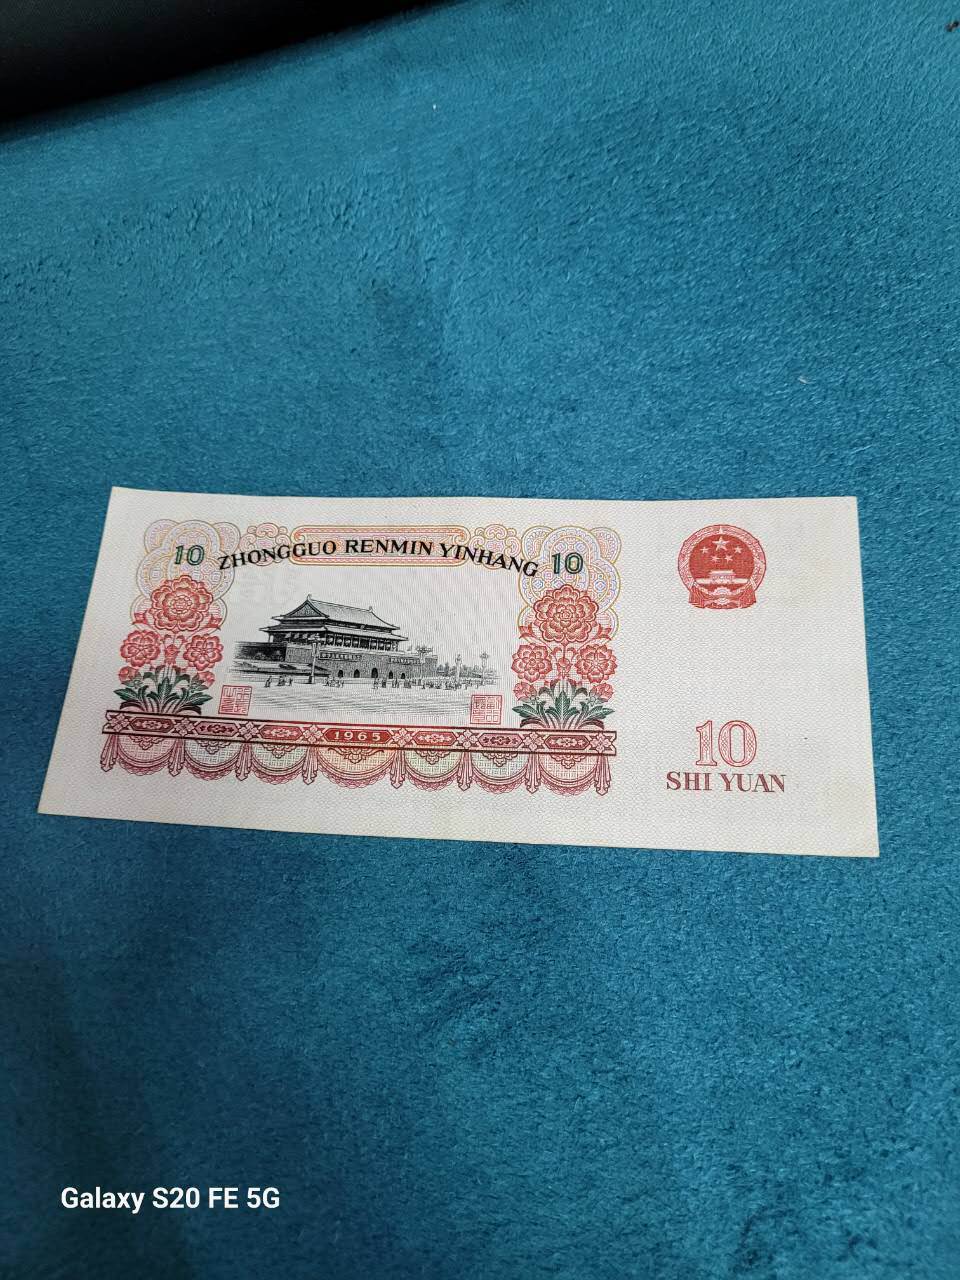 10 ZHONGGUO RENMIN YINHANG 10
1965
10
SHI YUAN
Galaxy S20 FE 5G